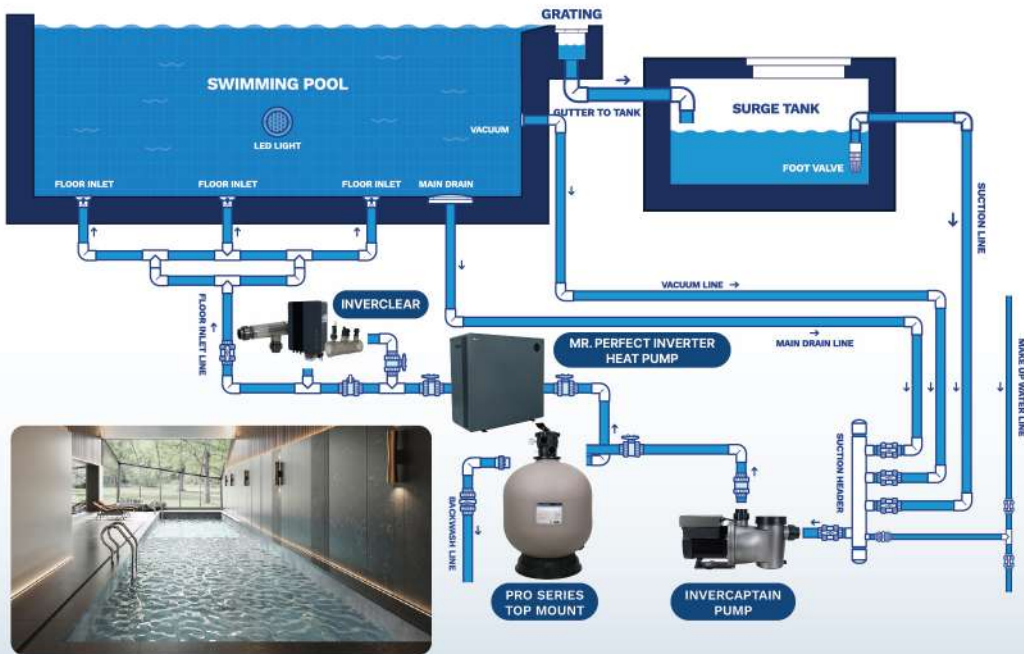 GRATING
SWIMMING POOL
LED LIGHT
VACUUM
GUTTER TO TANK
SURGE TANK
FOOT VALVE
FLOOR INLET
FLOOR INLET
FLOOR INLET
MAIN DRAIN
SUCTION LINE
VACUUM LINE
INVERCLEAR
FLOOR INLET LINE
MR. PERFECT INVERTER
HEAT PUMP
MAIN DRAIN LINE
MAKE UP WATER LINE
SUCTION HEADER
BACKWASH LINE
PRO SERIES
TOP MOUNT
INVERCAPTAIN
PUMP